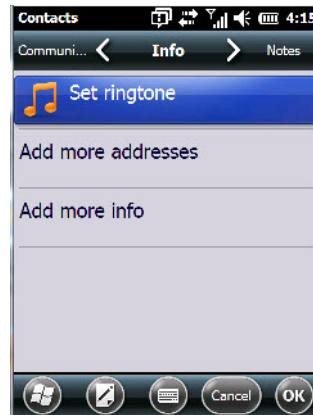 Contacts 4:15
Communi... Info Notes
Set ringtone
Add more addresses
Add more info
Cancel OK